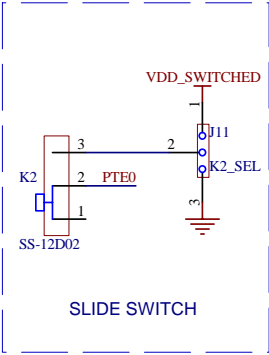 VDD_SWITCHED
1
J11
3
2
K2
2
PTE0
K2_SEL
1
3
SS-12D02
SLIDE SWITCH